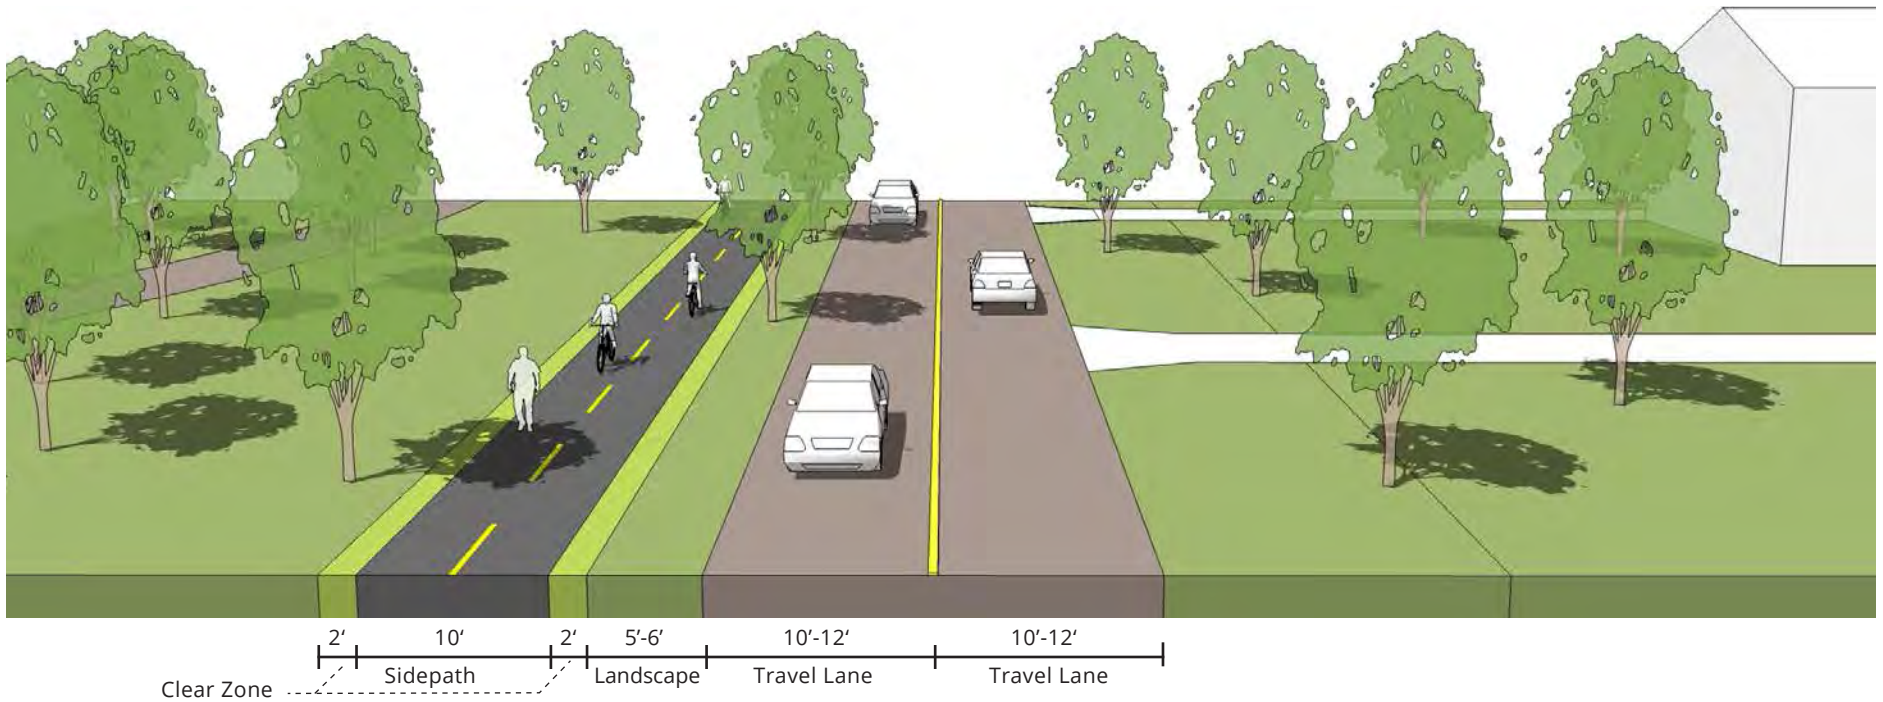 2‘ 10‘ 2‘ 5’-6’ 10’-12‘ 10’-12‘
Sidepath Landscape Travel Lane Travel Lane
Clear Zone